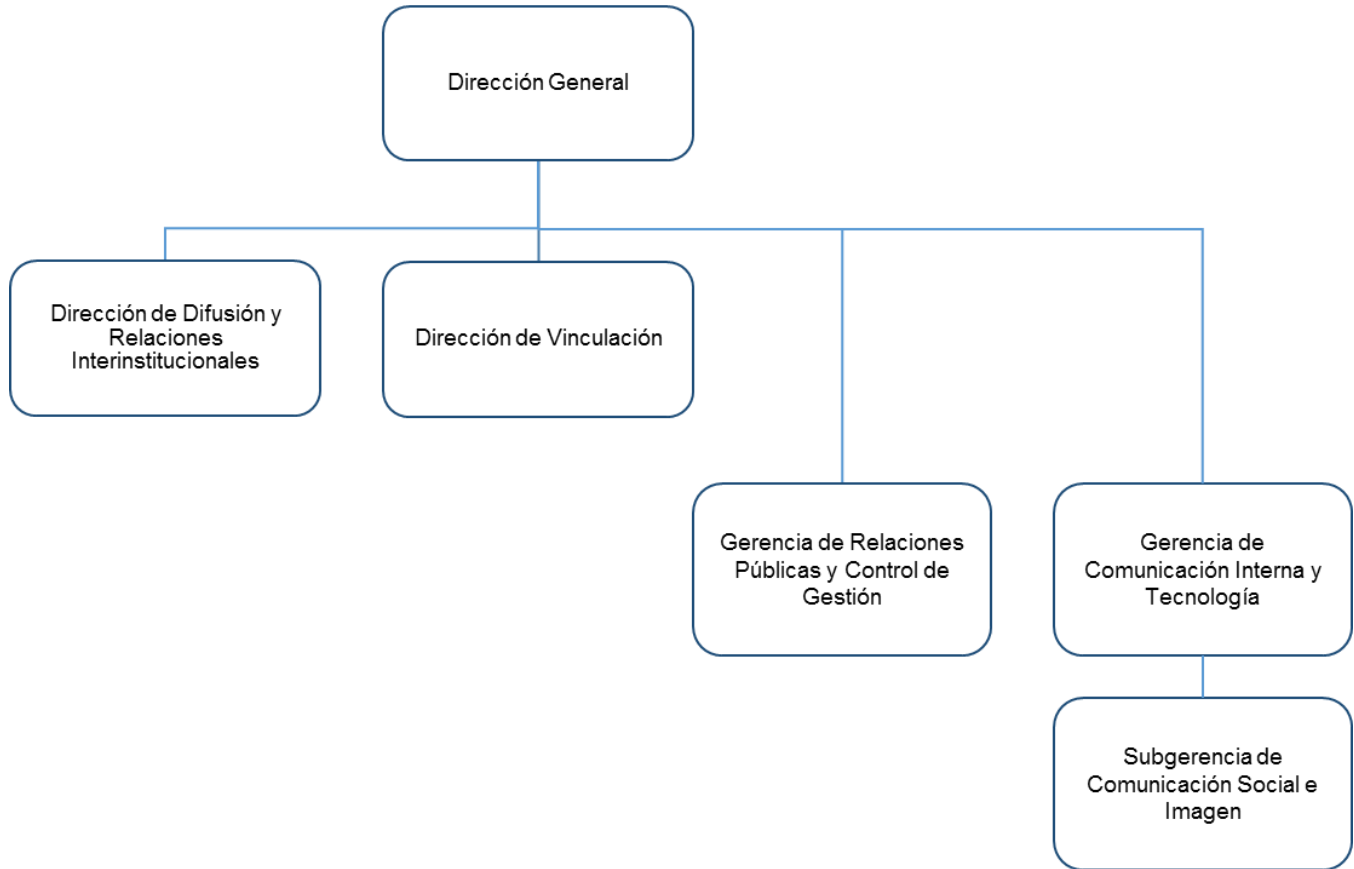 Dirección General
Dirección de Difusión y
Relaciones
Interinstitucionales
Dirección de Vinculación
Gerencia de Relaciones
Públicas y Control de
Gestión
Gerencia de
Comunicación Interna y
Tecnología
Subgerencia de
Comunicación Social e
Imagen